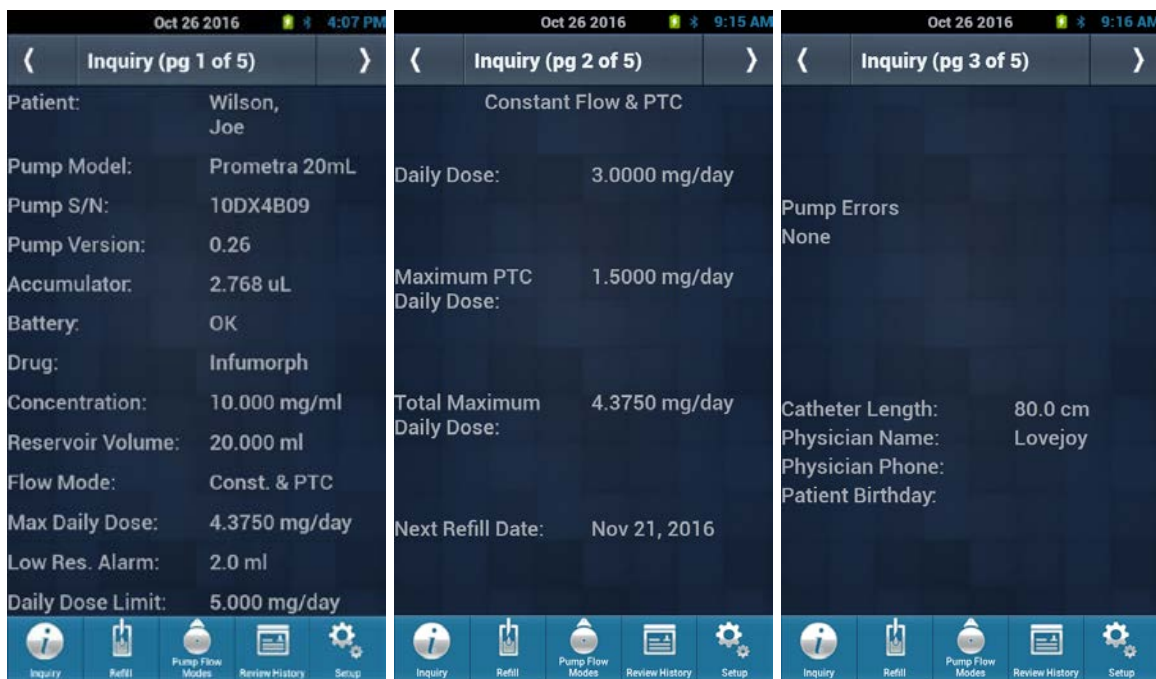 Oct 26 2016 4:07 PM
Inquiry (pg 1 of 5)
Patient: Wilson,
Joe
Pump Model: Prometra 20mL
Pump S/N: 10DX4B09
Pump Version: 0.26
Accumulator: 2.768 uL
Battery: OK
Drug: Infumorph
Concentration: 10.000 mg/ml
Reservoir Volume: 20.000 ml
Flow Mode: Const. & PTC
Max Daily Dose: 4.3750 mg/day
Low Res. Alarm: 2.0 ml
Daily Dose Limit: 5.000 mg/day
Inquiry
Refill
Pump Flow
Modes
Review History
Setup
Oct 26 2016 9:15 AM
Inquiry (pg 2 of 5)
Constant Flow & PTC
Daily Dose: 3.0000 mg/day
Maximum PTC 1.5000 mg/day
Daily Dose:
Total Maximum 4.3750 mg/day
Daily Dose:
Next Refill Date: Nov 21, 2016
Inquiry
Refill
Pump Flow
Modes
Review History
Setup
Oct 26 2016 9:16 AM
Inquiry (pg 3 of 5)
Pump Errors
None
Catheter Length: 80.0 cm
Physician Name: Lovejoy
Physician Phone:
Patient Birthday:
Inquiry
Refill
Pump Flow
Modes
Review History
Setup